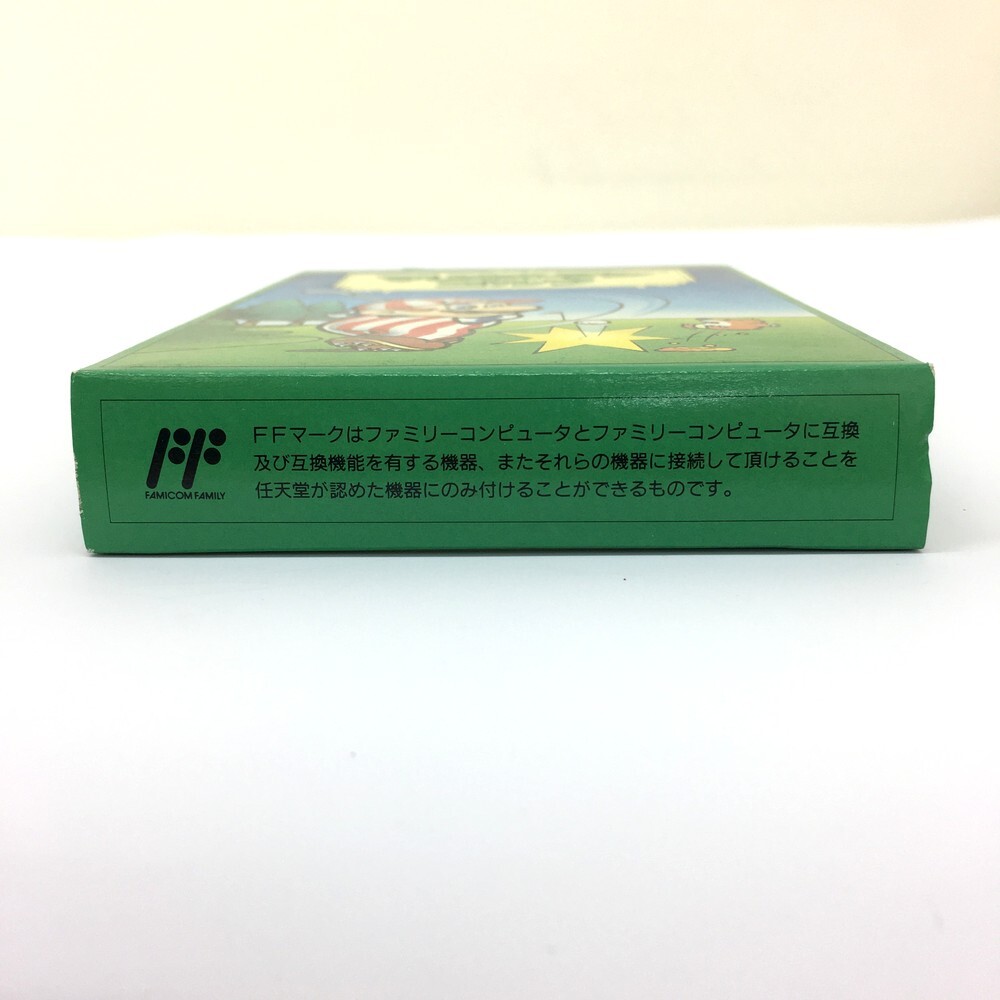 FAMICOM FAMILY
FFマークはファミリーコンピュータとファミリーコンピュータに互換
及び互換機能を有する機器、またそれらの機器に接続して頂けることを
任天堂が認めた機器にのみ付けることができるものです。